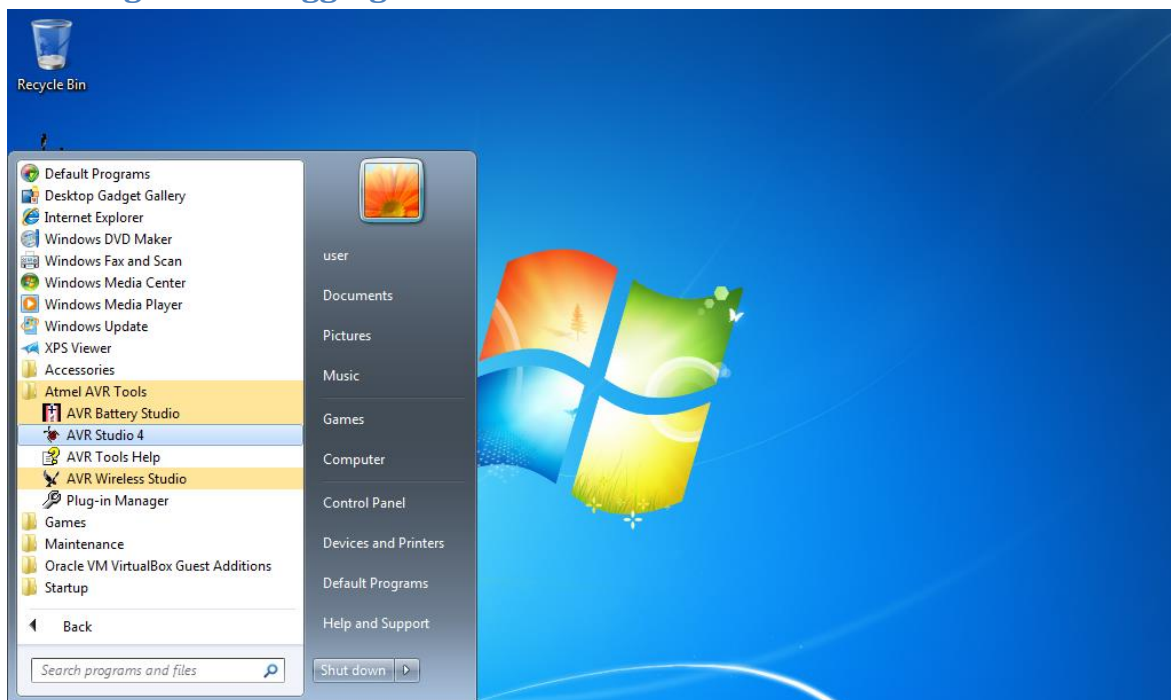 Recycle Bin
Default Programs
Desktop Gadget Gallery
Internet Explorer
Windows DVD Maker
Windows Fax and Scan
Windows Media Center
Windows Media Player
Windows Update
XPS Viewer
Accessories
Atmel AVR Tools
AVR Battery Studio
AVR Studio 4
AVR Tools Help
AVR Wireless Studio
Plug-in Manager
Games
Maintenance
Oracle VM VirtualBox Guest Additions
Startup
Back
Search programs and files
user
Documents
Pictures
Music
Games
Computer
Control Panel
Devices and Printers
Default Programs
Help and Support
Shut down